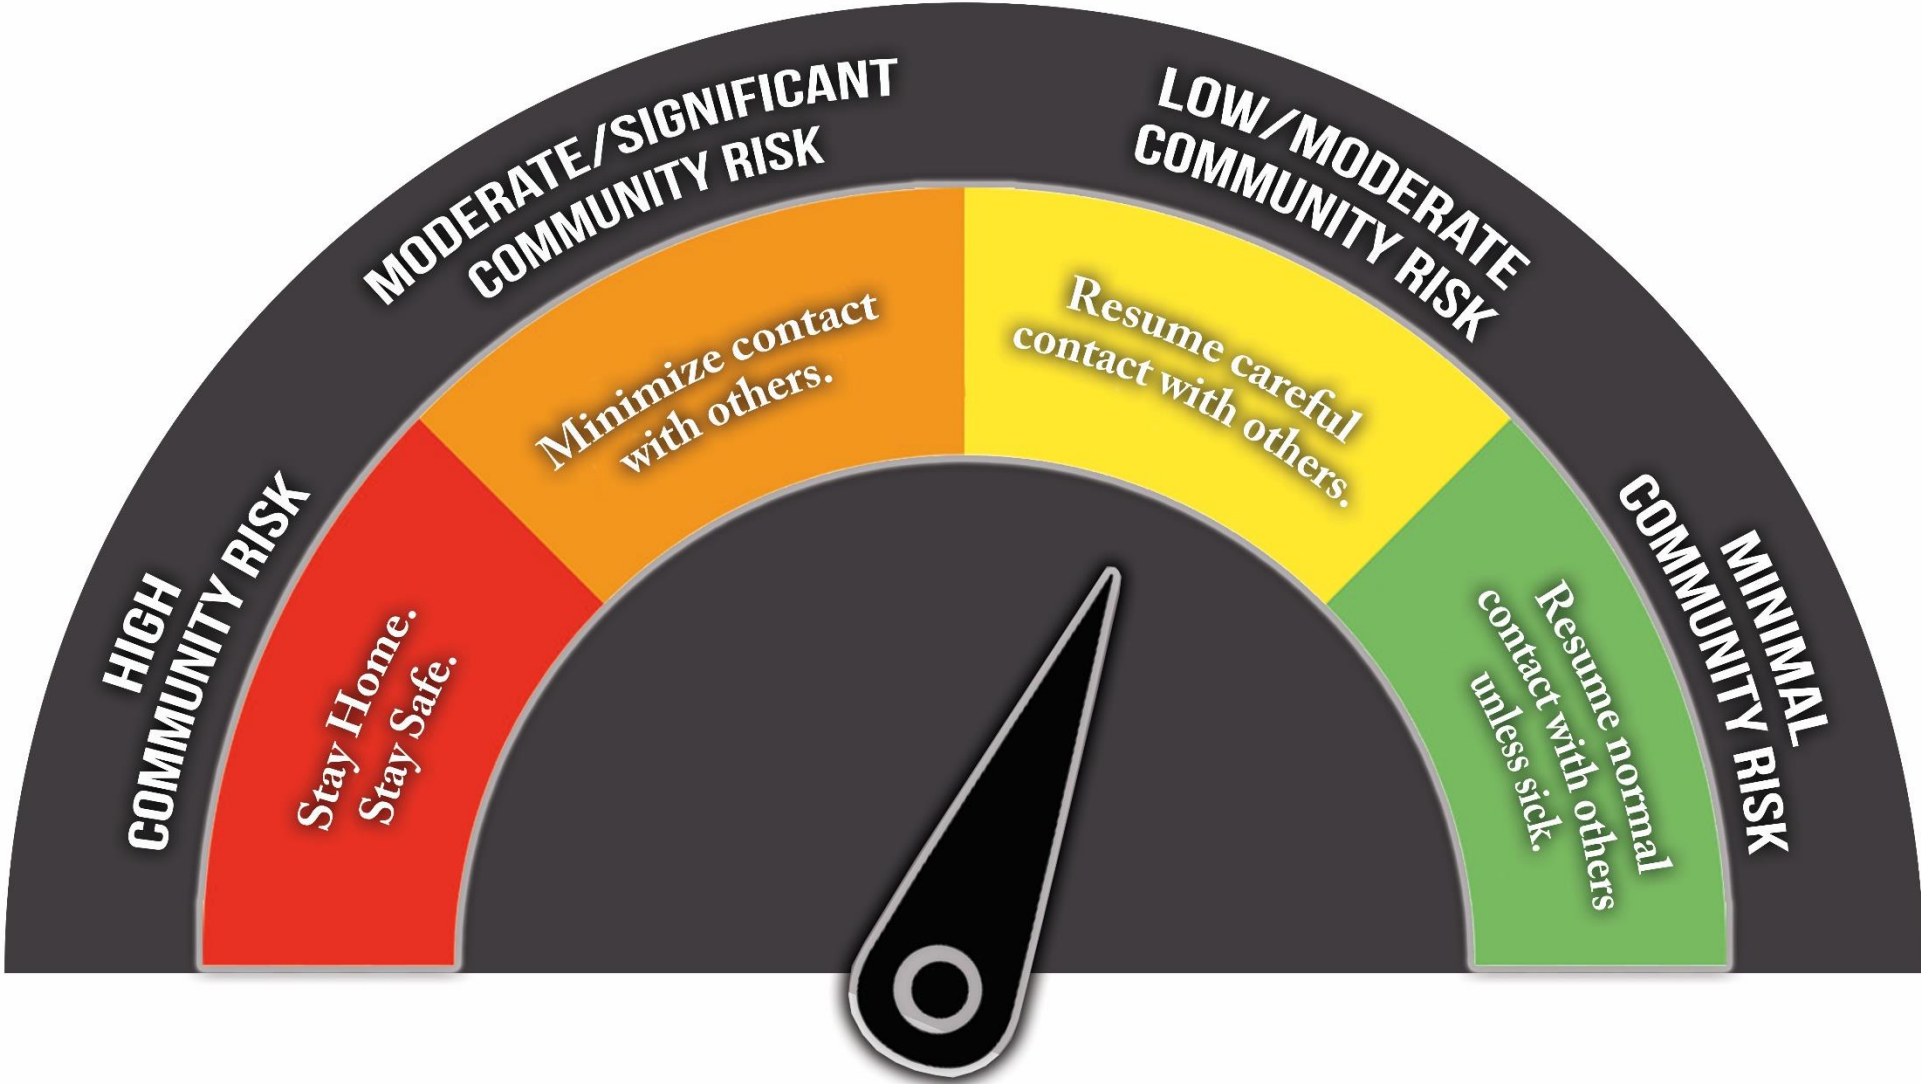 HIGH
COMMUNITY RISK
Stay Home.
Stay Safe.
MODERATE/SIGNIFICANT
COMMUNITY RISK
Minimize contact
with others.
LOW/MODERATE
COMMUNITY RISK
Resume careful
contact with others.
MINIMAL
COMMUNITY RISK
Resume normal
contact with others
unless sick.